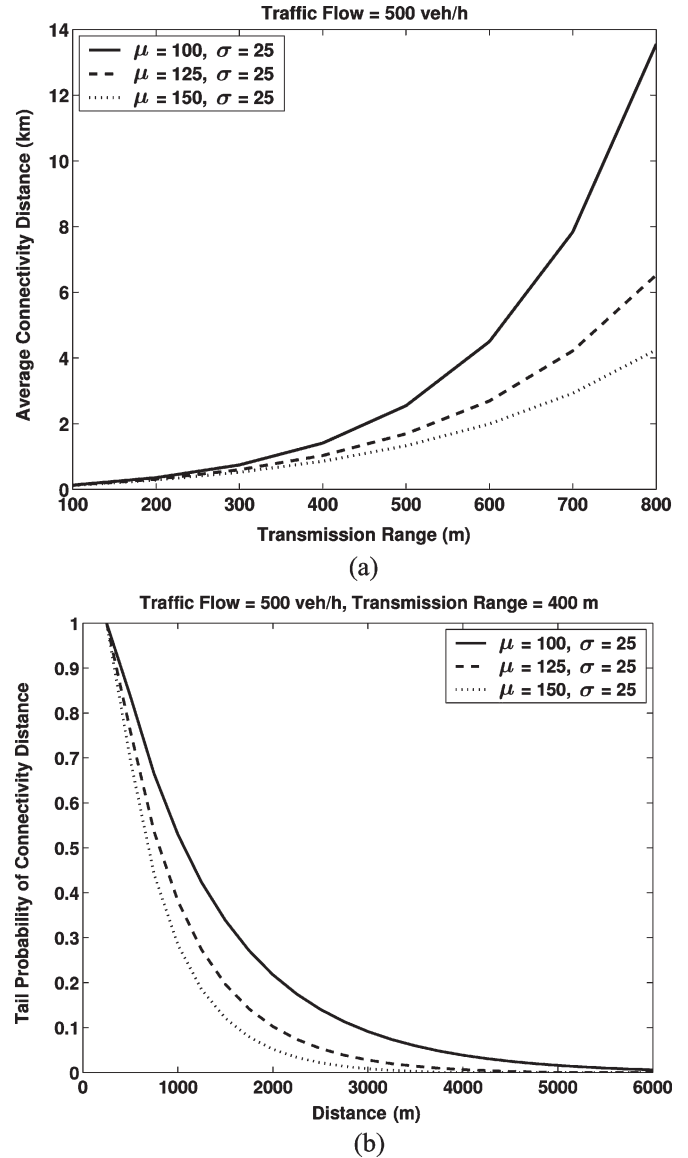 Traffic Flow = 500 veh/h
14
12
10
8
6
4
2
0
Average Connectivity Distance (km)
μ = 100, σ = 25
μ = 125, σ = 25
μ = 150, σ = 25
100 200 300 400 500 600 700 800
Transmission Range (m)
(a)
Traffic Flow = 500 veh/h, Transmission Range = 400 m
1
0.9
0.8
0.7
0.6
0.5
0.4
0.3
0.2
0.1
0
Tail Probability of Connectivity Distance
μ = 100, σ = 25
μ = 125, σ = 25
μ = 150, σ = 25
0 1000 2000 3000 4000 5000 6000
Distance (m)
(b)